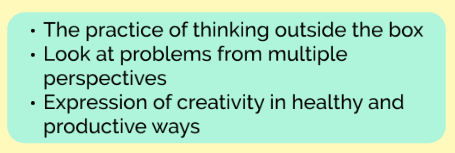 • The practice of thinking outside the box
• Look at problems from multiple
perspectives
• Expression of creativity in healthy and
productive ways